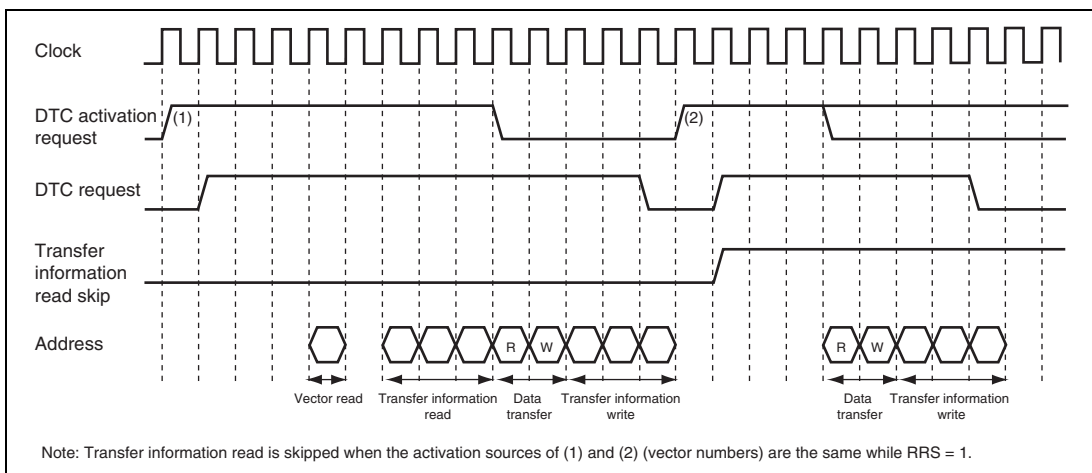 Clock
DTC activation
request
(1)
(2)
DTC request
Transfer
information
read skip
Address
R
W
R
W
Vector read
Transfer information
read
Data
transfer
Transfer information
write
Data
transfer
Transfer information
write
Note: Transfer information read is skipped when the activation sources of (1) and (2) (vector numbers) are the same while RRS = 1.